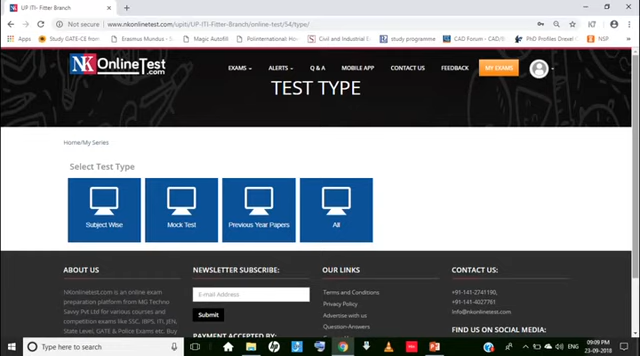 UP ITI- Fitter Branch
Not secure | www.nkonlinetest.com/upiti/UP-ITI-Fitter-Branch/online-test/54/type/
Apps
Study GATE-CE from
Erasmus Mundus - S
Magic Autofill
Polinternational: Ho
Civil and Industrial E
study programme
CAD Forum - CAD/D
PhD Profiles Drexel C
NSP
NK OnlineTest
.com
EXAMS
ALERTS
Q & A
MOBILE APP
CONTACT US
FEEDBACK
MY EXAMS
TEST TYPE
Home/My Series
Select Test Type
Subject Wise
Mock Test
Previous Year Papers
All
ABOUT US
NKonlinetest.com is an online exam
preparation platform from MG Techno
Savvy Pvt Ltd for various courses and
competition exams like SSC, IBPS, ITI, JEN,
State Level, GATE & Police Exams etc. Buy
NEWSLETTER SUBSCRIBE:
E-mail Address
Submit
PAYMENT ACCEPTED BY:
OUR LINKS
Terms and Conditions
Privacy Policy
Advertise with us
Question-Answers
CONTACT US:
+91-141-2741190,
+91-141-4027761
Info@nkonlinetest.com
FIND US ON SOCIAL MEDIA:
Type here to search
ENG
09:09 PM
23-09-2018